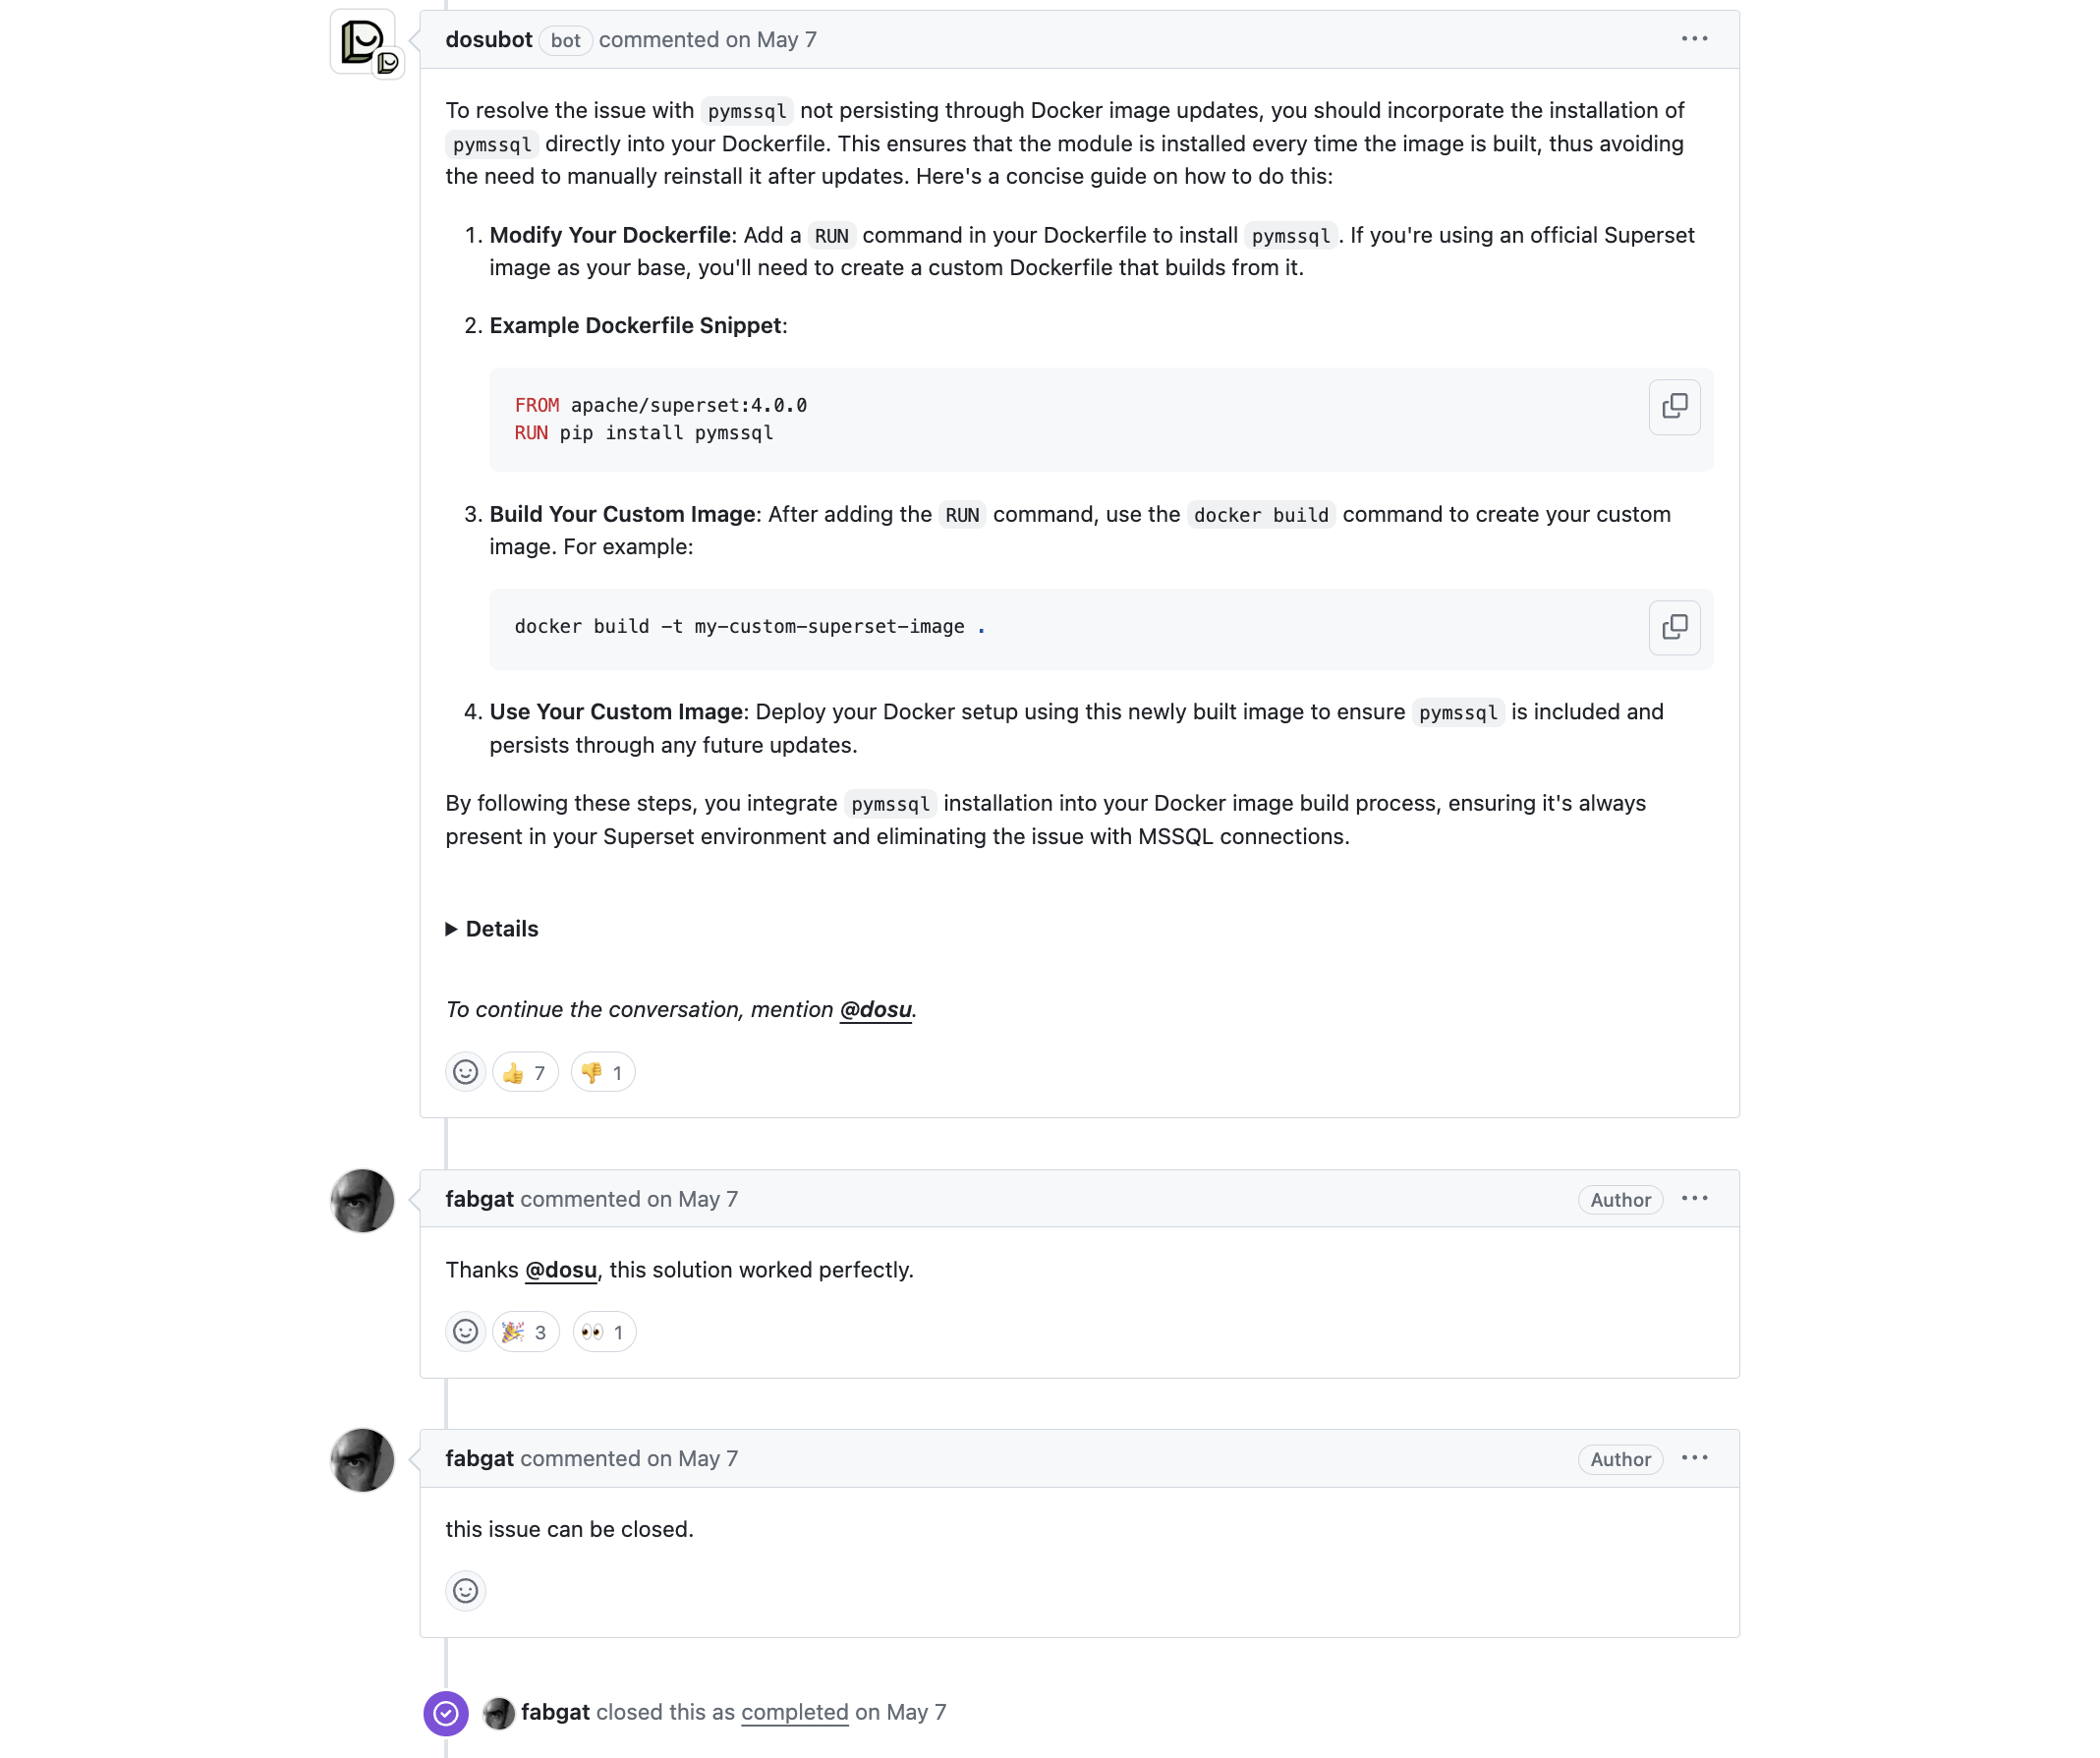 dosubot bot commented on May 7
To resolve the issue with pymssql not persisting through Docker image updates, you should incorporate the installation of
pymssql directly into your Dockerfile. This ensures that the module is installed every time the image is built, thus avoiding
the need to manually reinstall it after updates. Here's a concise guide on how to do this:
1. Modify Your Dockerfile: Add a RUN command in your Dockerfile to install pymssql. If you're using an official Superset
image as your base, you'll need to create a custom Dockerfile that builds from it.
2. Example Dockerfile Snippet:
FROM apache/superset:4.0.0
RUN pip install pymssql
3. Build Your Custom Image: After adding the RUN command, use the docker build command to create your custom
image. For example:
docker build -t my-custom-superset-image .
4. Use Your Custom Image: Deploy your Docker setup using this newly built image to ensure pymssql is included and
persists through any future updates.
By following these steps, you integrate pymssql installation into your Docker image build process, ensuring it's always
present in your Superset environment and eliminating the issue with MSSQL connections.
Details
To continue the conversation, mention @dosu.
👍 7 👎 1
fabgat commented on May 7 Author
Thanks @dosu, this solution worked perfectly.
🎉 3 👀 1
fabgat commented on May 7 Author
this issue can be closed.
fabgat closed this as completed on May 7